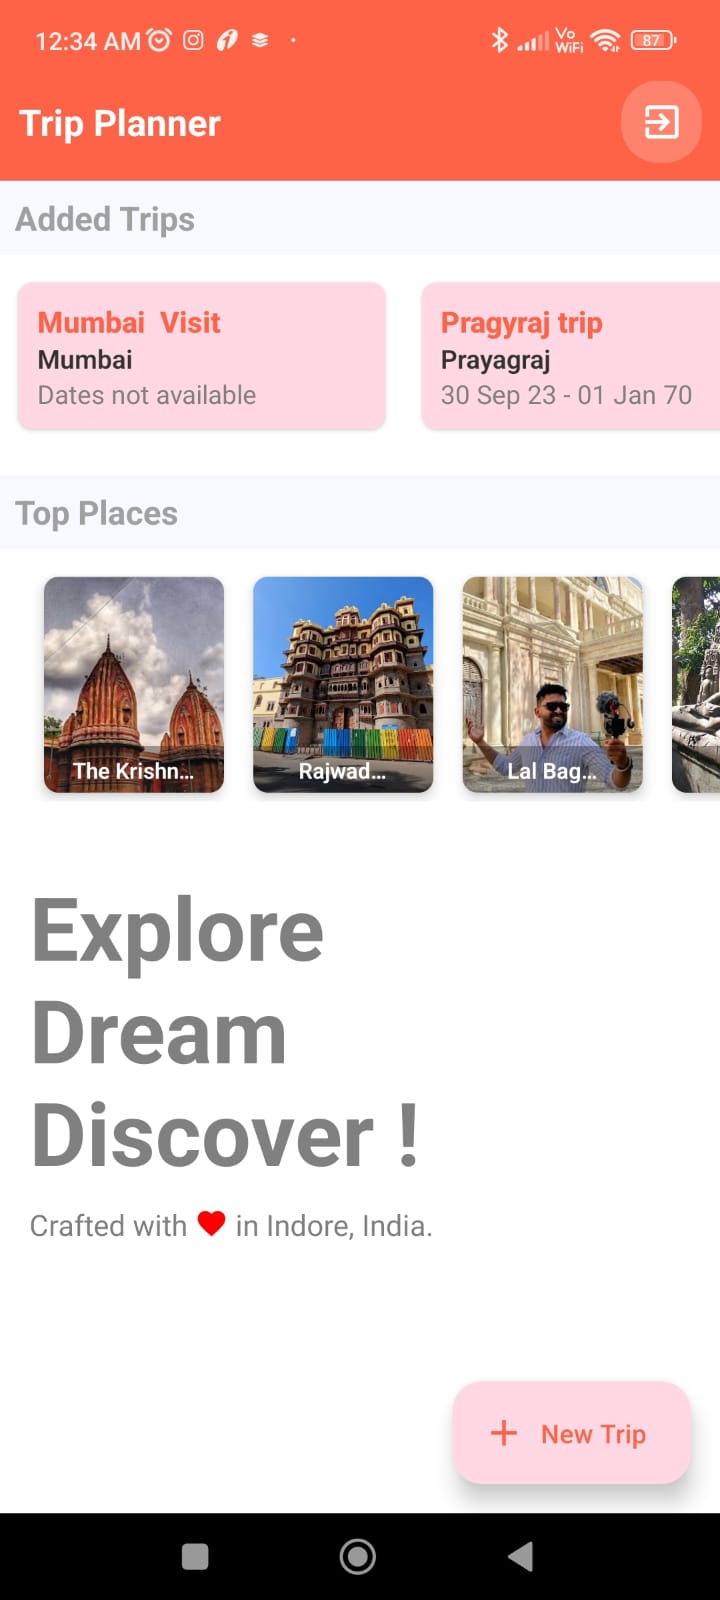 12:34 AM
Vo
WiFi
87
Trip Planner
Added Trips
Mumbai  Visit
Mumbai
Dates not available
Pragyraj trip
Prayagraj
30 Sep 23 - 01 Jan 70
Top Places
The Krishn...
Rajwad...
Lal Bag...
Explore
Dream
Discover !
Crafted with ❤ in Indore, India.
+ New Trip